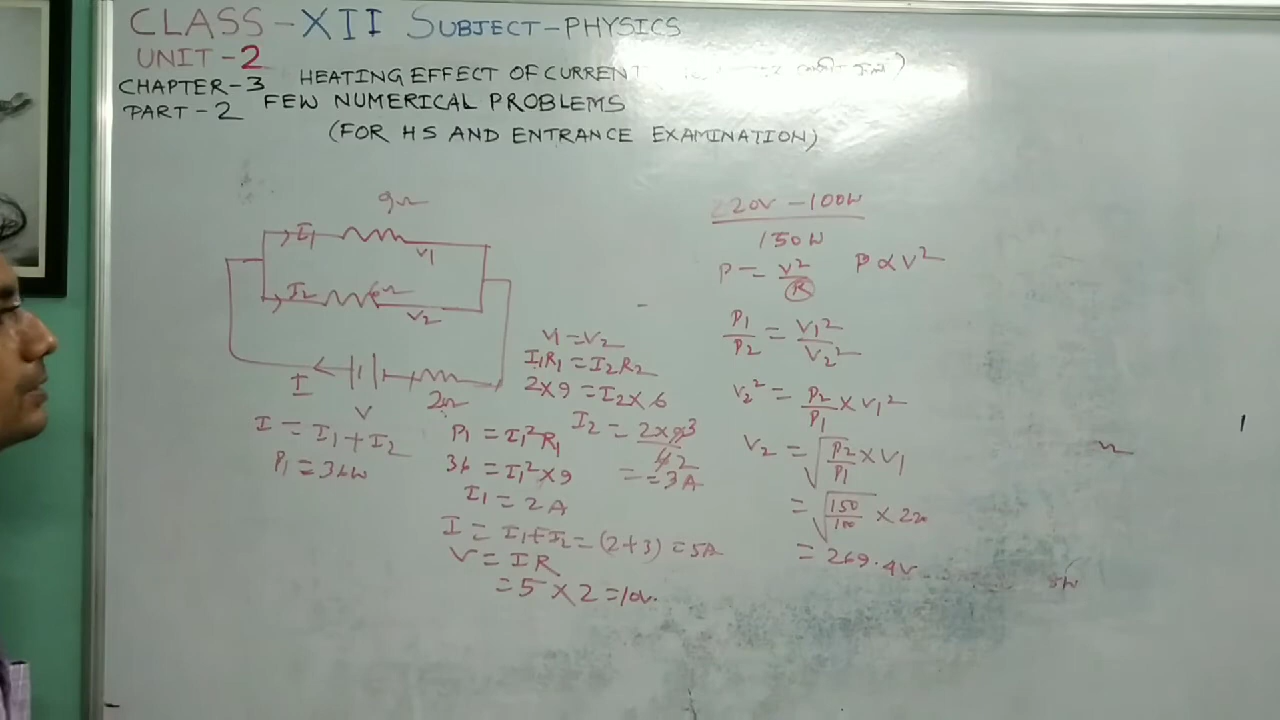 CLASS-XII SUBJECT-PHYSICS
UNIT-2
CHAPTER-3 HEATING EFFECT OF CURRENT
PART-2 FEW NUMERICAL PROBLEMS
(FOR HS AND ENTRANCE EXAMINATION)
9Ω
I1
V1
I2 6Ω
V2
I
V
2Ω
I = I1+I2
P1 = 36W
V1 = V2
I1R1 = I2R2
2×9 = I2×6
I2 = 2×9 3
6 2
= = 3A
P1 = I1²R1
36 = I1²×9
I1 = 2A
I = I1+I2 = (2+3) = 5A
V = IR
= 5×2 = 10V.
220V - 100W
150W
P = V²/R P∝V²
P1/P2 = V1²/V2²
V2² = P2/P1 × V1²
V2 = √P2/P1 × V1
= √150/100 × 220
= 269.4V